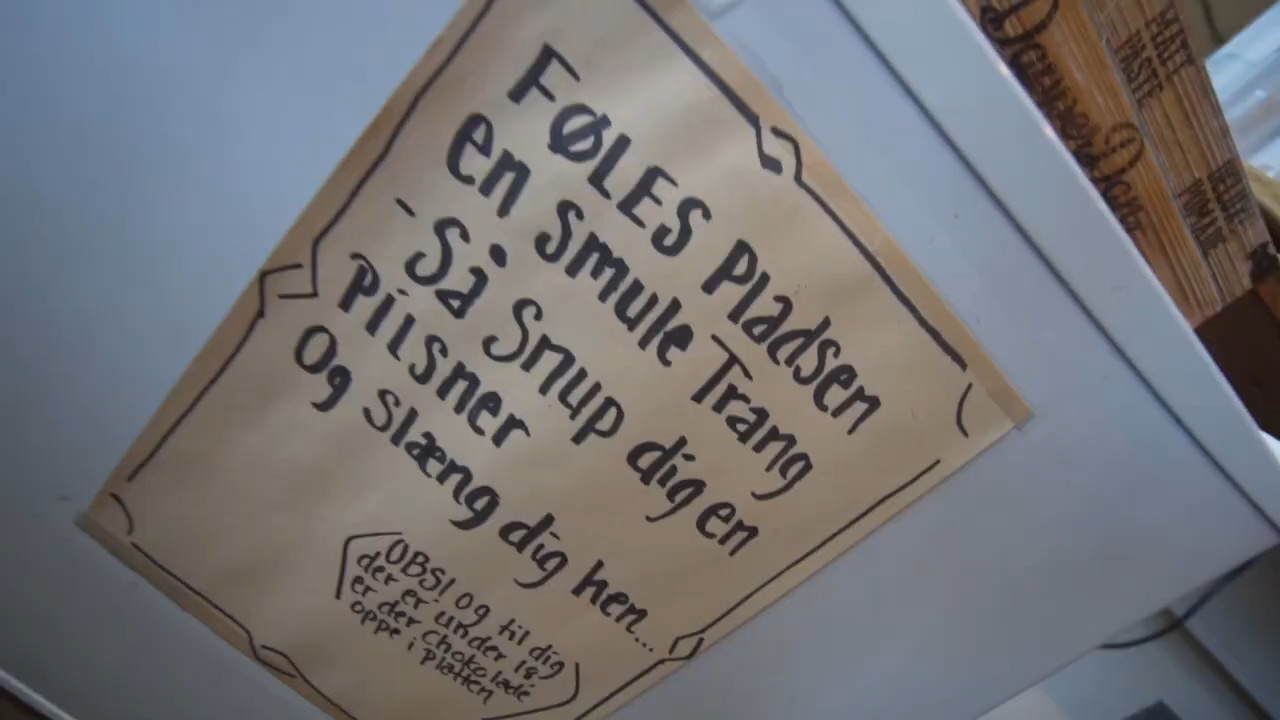 FØLES Pladsen
en Smule Trang
- Så Snup dig en
Pilsner
Og Slæng dig hen...
OBS! og til dig
der er under 18
er der chokolade
oppe i Platten